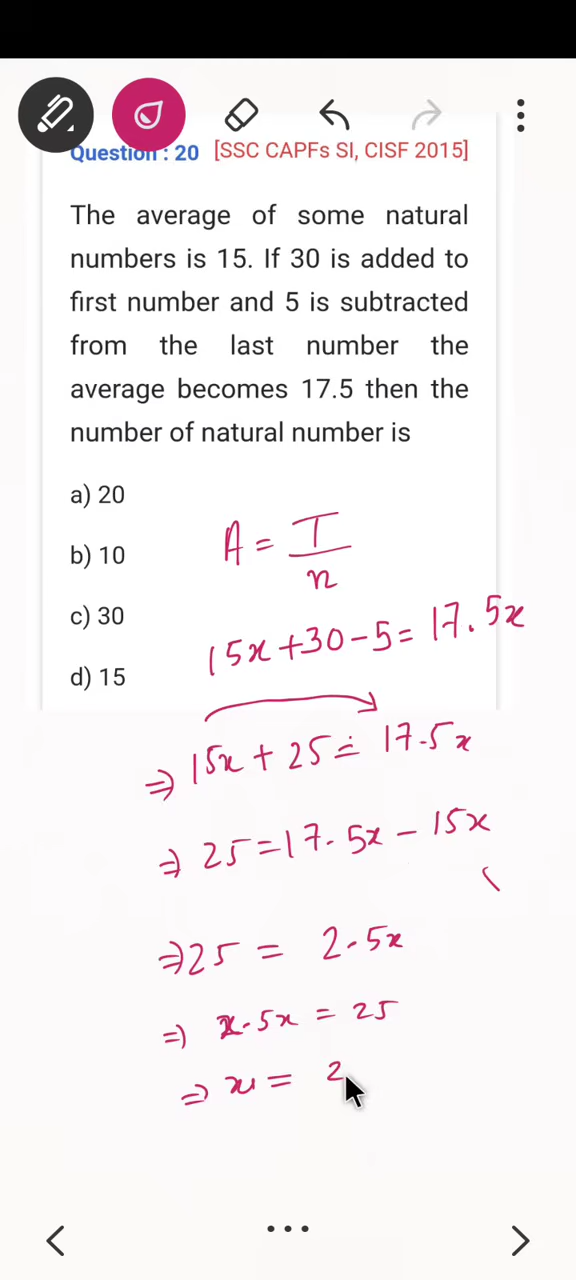 Question : 20 [SSC CAPFs SI, CISF 2015]
The average of some natural
numbers is 15. If 30 is added to
first number and 5 is subtracted
from the last number the
average becomes 17.5 then the
number of natural number is
a) 20
b) 10
c) 30
d) 15
A = T/n
15x+30-5=17.5x
⇒ 15x + 25 = 17.5x
⇒ 25=17.5x - 15x
⇒25 = 2.5x
⇒ 2.5x = 25
⇒ x = 2